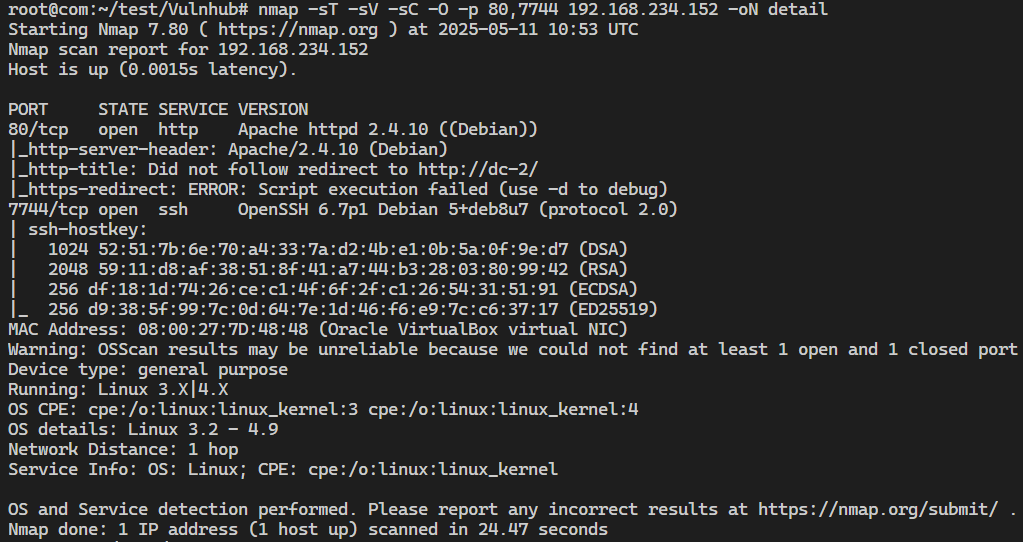 root@com:~/test/Vulnhub# nmap -sT -sV -sC -O -p 80,7744 192.168.234.152 -oN detail
Starting Nmap 7.80 ( https://nmap.org ) at 2025-05-11 10:53 UTC
Nmap scan report for 192.168.234.152
Host is up (0.0015s latency).

PORT     STATE SERVICE VERSION
80/tcp   open  http    Apache httpd 2.4.10 ((Debian))
|_http-server-header: Apache/2.4.10 (Debian)
|_http-title: Did not follow redirect to http://dc-2/
|_https-redirect: ERROR: Script execution failed (use -d to debug)
7744/tcp open  ssh     OpenSSH 6.7p1 Debian 5+deb8u7 (protocol 2.0)
| ssh-hostkey:
|   1024 52:51:7b:6e:70:a4:33:7a:d2:4b:e1:0b:5a:0f:9e:d7 (DSA)
|   2048 59:11:d8:af:38:51:8f:41:a7:44:b3:28:03:80:99:42 (RSA)
|   256 df:18:1d:74:26:ce:c1:4f:6f:2f:c1:26:54:31:51:91 (ECDSA)
|_  256 d9:38:5f:99:7c:0d:64:7e:1d:46:f6:e9:7c:c6:37:17 (ED25519)
MAC Address: 08:00:27:7D:48:48 (Oracle VirtualBox virtual NIC)
Warning: OSScan results may be unreliable because we could not find at least 1 open and 1 closed port
Device type: general purpose
Running: Linux 3.X|4.X
OS CPE: cpe:/o:linux:linux_kernel:3 cpe:/o:linux:linux_kernel:4
OS details: Linux 3.2 - 4.9
Network Distance: 1 hop
Service Info: OS: Linux; CPE: cpe:/o:linux:linux_kernel

OS and Service detection performed. Please report any incorrect results at https://nmap.org/submit/ .
Nmap done: 1 IP address (1 host up) scanned in 24.47 seconds